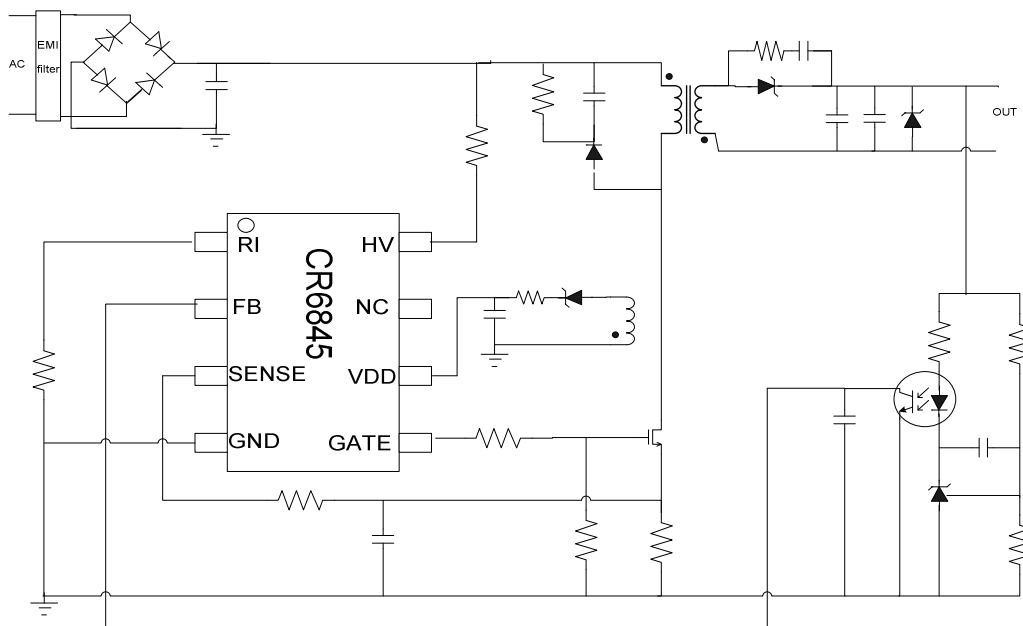 AC
EMI
filter
OUT
RI
HV
CR6845
FB
NC
SENSE
VDD
GND
GATE